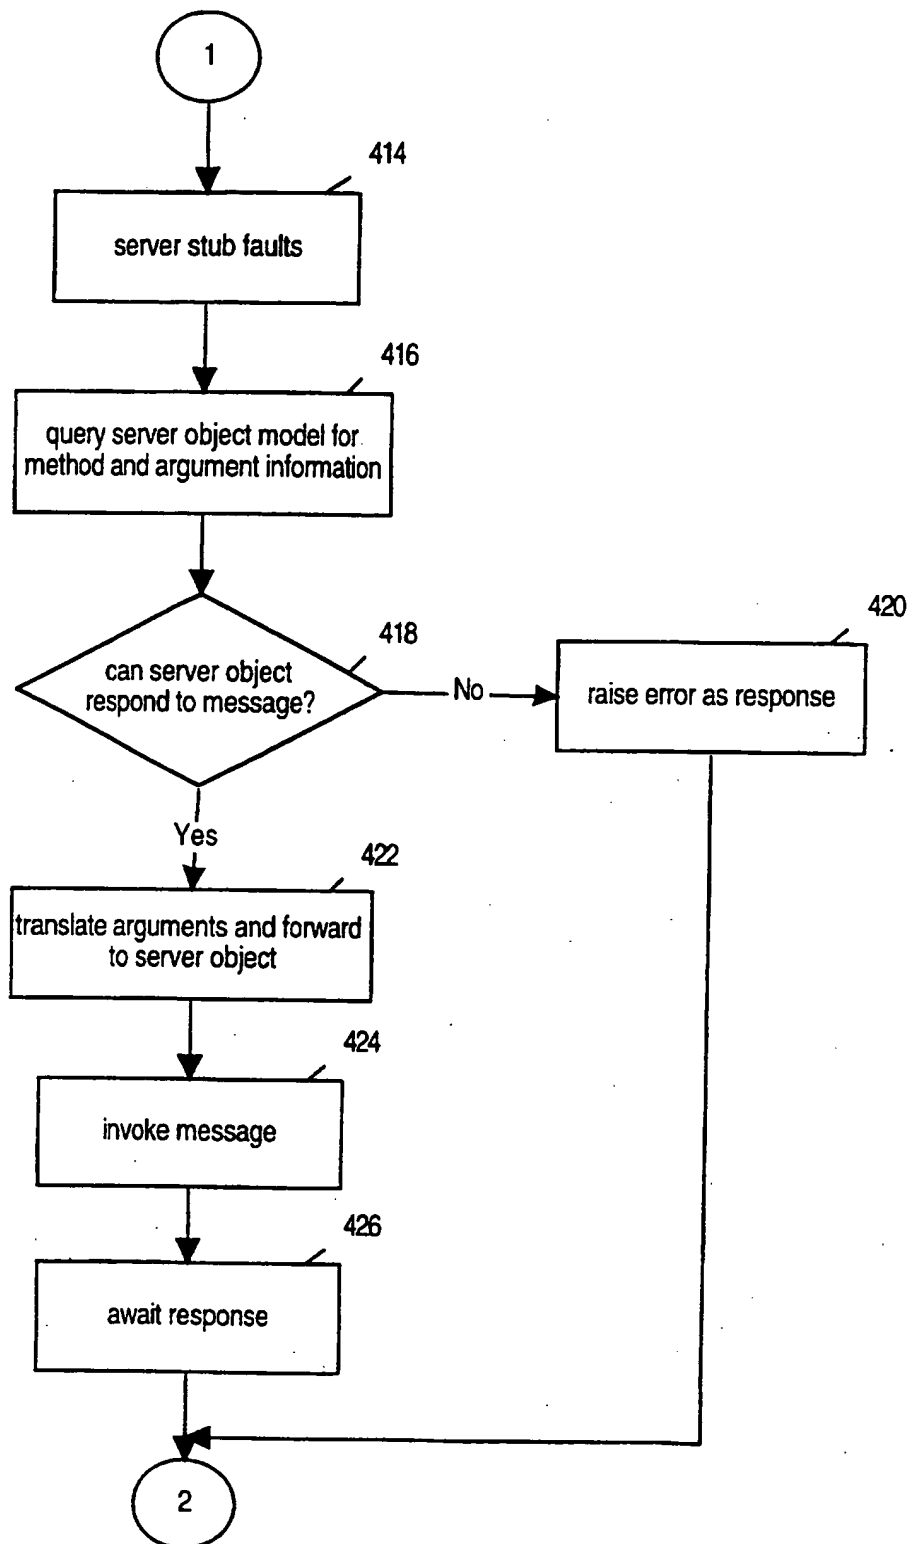 1
414
server stub faults
416
query server object model for
method and argument information
418
can server object
respond to message?
No
420
raise error as response
Yes
422
translate arguments and forward
to server object
424
invoke message
426
await response
2